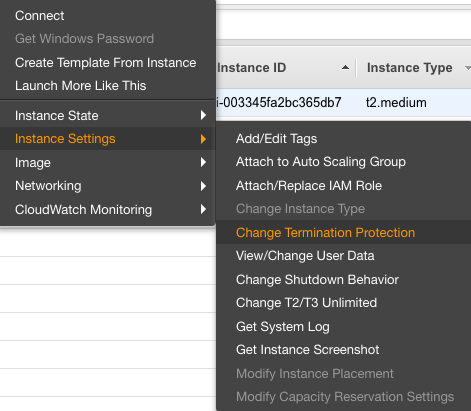 Connect
Get Windows Password
Create Template From Instance
Launch More Like This
Instance State
Instance Settings
Image
Networking
CloudWatch Monitoring
Instance ID
Instance Type
i-003345fa2bc365db7
t2.medium
Add/Edit Tags
Attach to Auto Scaling Group
Attach/Replace IAM Role
Change Instance Type
Change Termination Protection
View/Change User Data
Change Shutdown Behavior
Change T2/T3 Unlimited
Get System Log
Get Instance Screenshot
Modify Instance Placement
Modify Capacity Reservation Settings